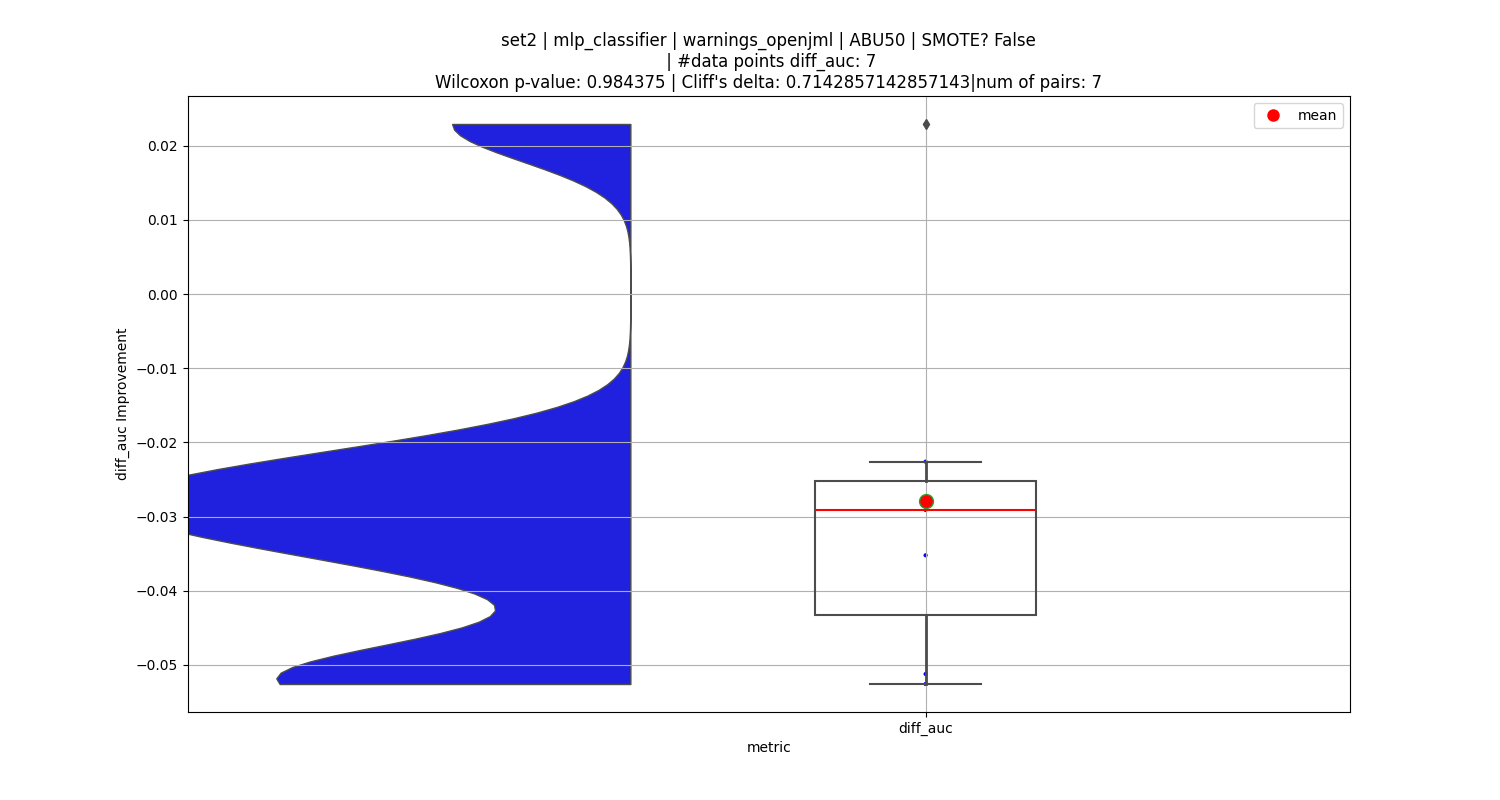 set2 | mlp_classifier | warnings_openjml | ABU50 | SMOTE? False
| #data points diff_auc: 7
Wilcoxon p-value: 0.984375 | Cliff's delta: 0.7142857142857143|num of pairs: 7
mean
0.02
0.01
0.00
−0.01
−0.02
−0.03
−0.04
−0.05
diff_auc Improvement
diff_auc
metric